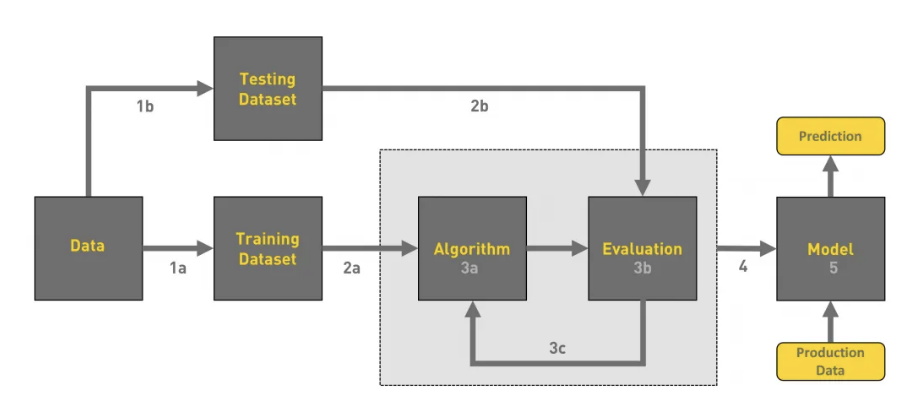 Testing
Dataset
1b
2b
Prediction
Data
1a
Training
Dataset
2a
Algorithm
3a
Evaluation
3b
4
Model
5
3c
Production
Data